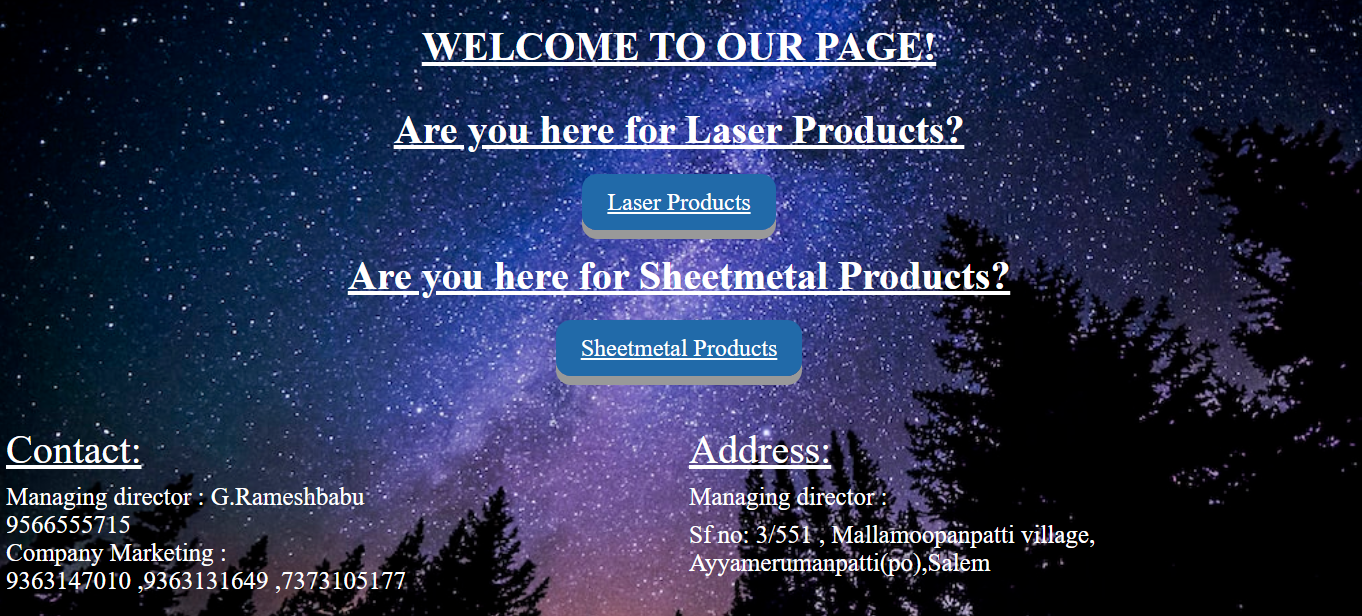 WELCOME TO OUR PAGE!
Are you here for Laser Products?
Laser Products
Are you here for Sheetmetal Products?
Sheetmetal Products
Contact:
Managing director : G.Rameshbabu
9566555715
Company Marketing :
9363147010 ,9363131649 ,7373105177
Address:
Managing director :
Sf no: 3/551 , Mallamoopanpatti village,
Ayyamerumanpatti(po),Salem